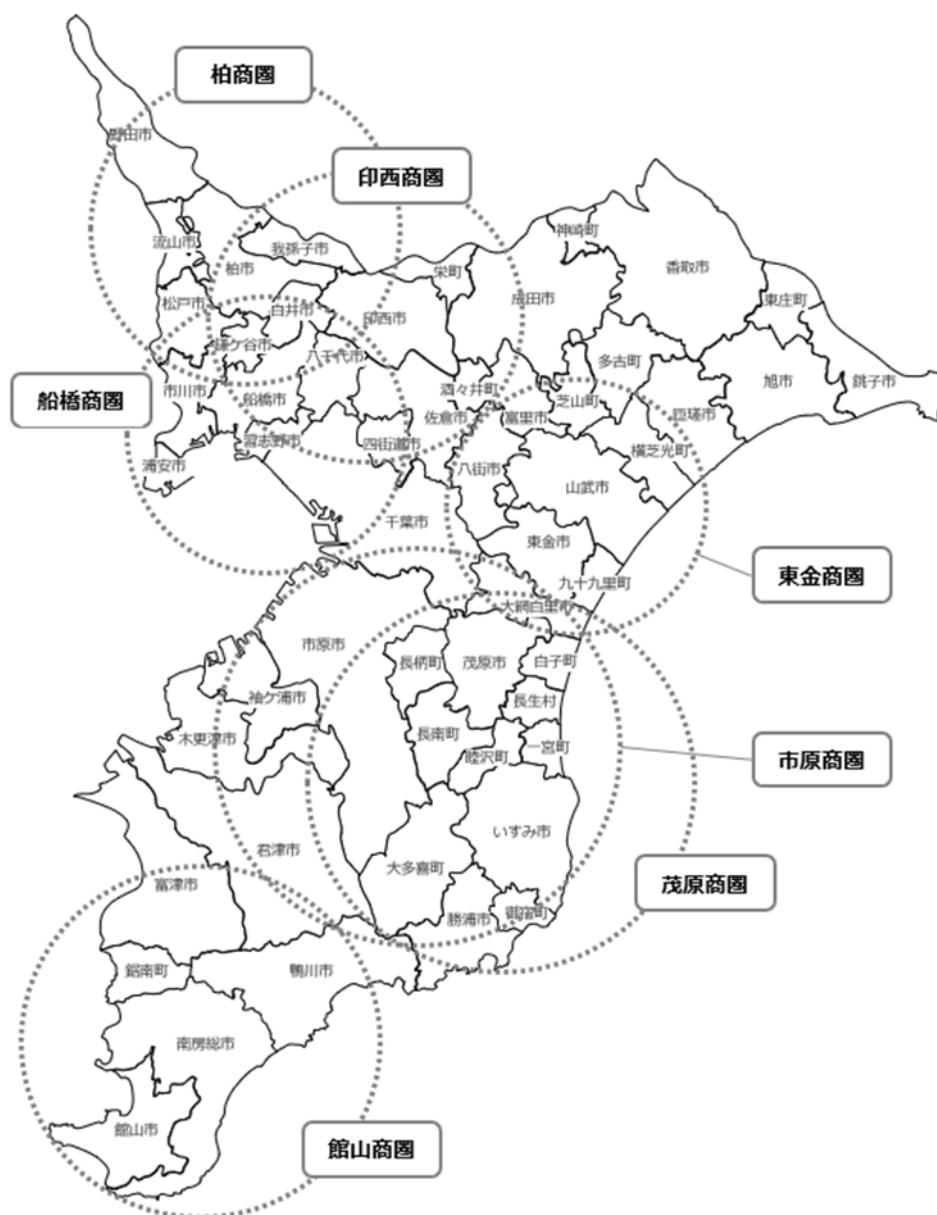 柏商圏
野田市
印西商圏
神崎町
流山市
我孫子市
柏市
栄町
香取市
成田市
松戸市
白井市
印西市
東庄町
鎌ケ谷市
八千代市
多古町
船橋商圏
市川市
船橋市
酒々井町
芝山町
旭市
銚子市
佐倉市
富里市
匝瑳市
習志野市
四街道市
横芝光町
浦安市
八街市
山武市
千葉市
東金市
東金商圏
九十九里町
大網白里市
市原市
長柄町
茂原市
白子町
袖ケ浦市
長生村
木更津市
長南町
一宮町
市原商圏
睦沢町
いすみ市
君津市
大多喜町
富津市
茂原商圏
勝浦市
御宿町
鋸南町
鴨川市
南房総市
館山市
館山商圏